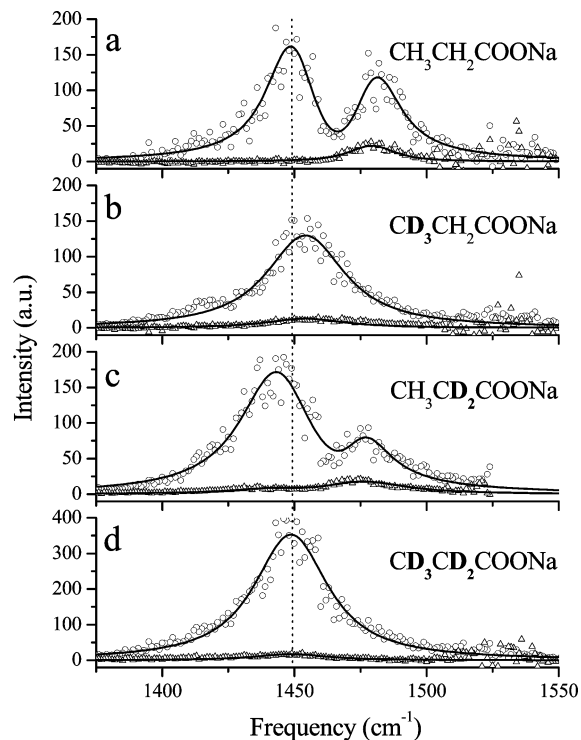 200
150
100
50
0
a
CH₃CH₂COONa
200
150
100
50
0
b
CD₃CH₂COONa
200
150
100
50
0
c
CH₃CD₂COONa
400
300
200
100
0
d
CD₃CD₂COONa
Intensity (a.u.)
1400 1450 1500 1550
Frequency (cm⁻¹)